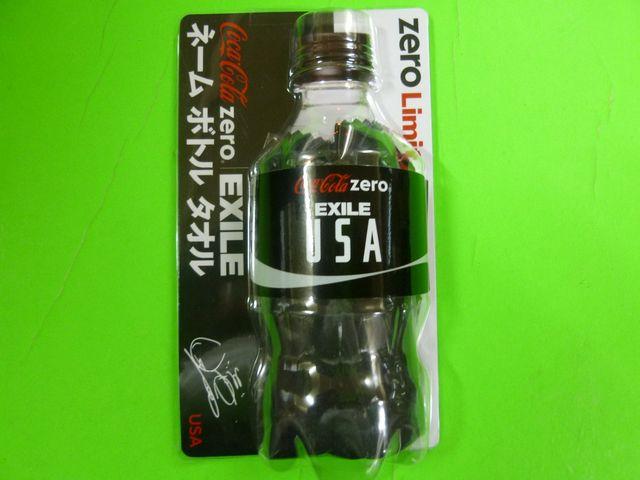 Coca-Cola zero EXILE
ネーム ボトル タオル
USA
zero Limi
Coca-Cola zero
EXILE
USA